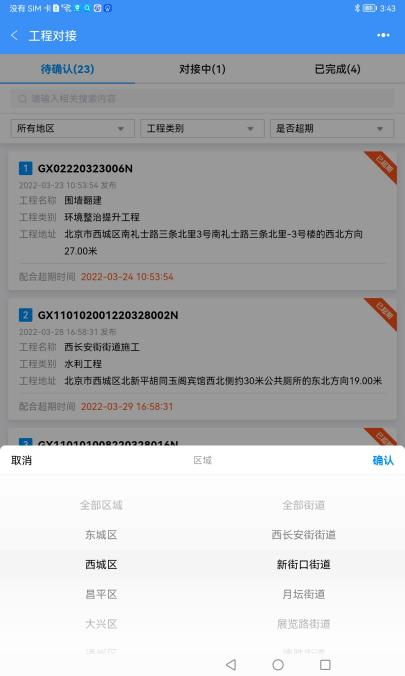 没有 SIM 卡
3:43
工程对接
待确认(23)
对接中(1)
已完成(4)
请输入相关搜索内容
所有地区
工程类别
是否超期
1 GX02220323006N
已超期
2022-03-23 10:53:54 发布
工程名称 围墙翻建
工程类别 环境整治提升工程
工程地址 北京市西城区南礼士路三条北里3号南礼士路三条北里-3号楼的西北方向
27.00米
配合超期时间 2022-03-24 10:53:54
2 GX110102001220328002N
已超期
2022-03-28 16:58:31 发布
工程名称 西长安街街道施工
工程类别 水利工程
工程地址 北京市西城区北新平胡同玉阁宾馆西北侧约30米公共厕所的东北方向19.00米
配合超期时间 2022-03-29 16:58:31
3 GX110101008220328016N
已超期
取消
区域
确认
全部区域
全部街道
东城区
西长安街街道
西城区
新街口街道
昌平区
月坛街道
大兴区
展览路街道
通州区
德胜街道